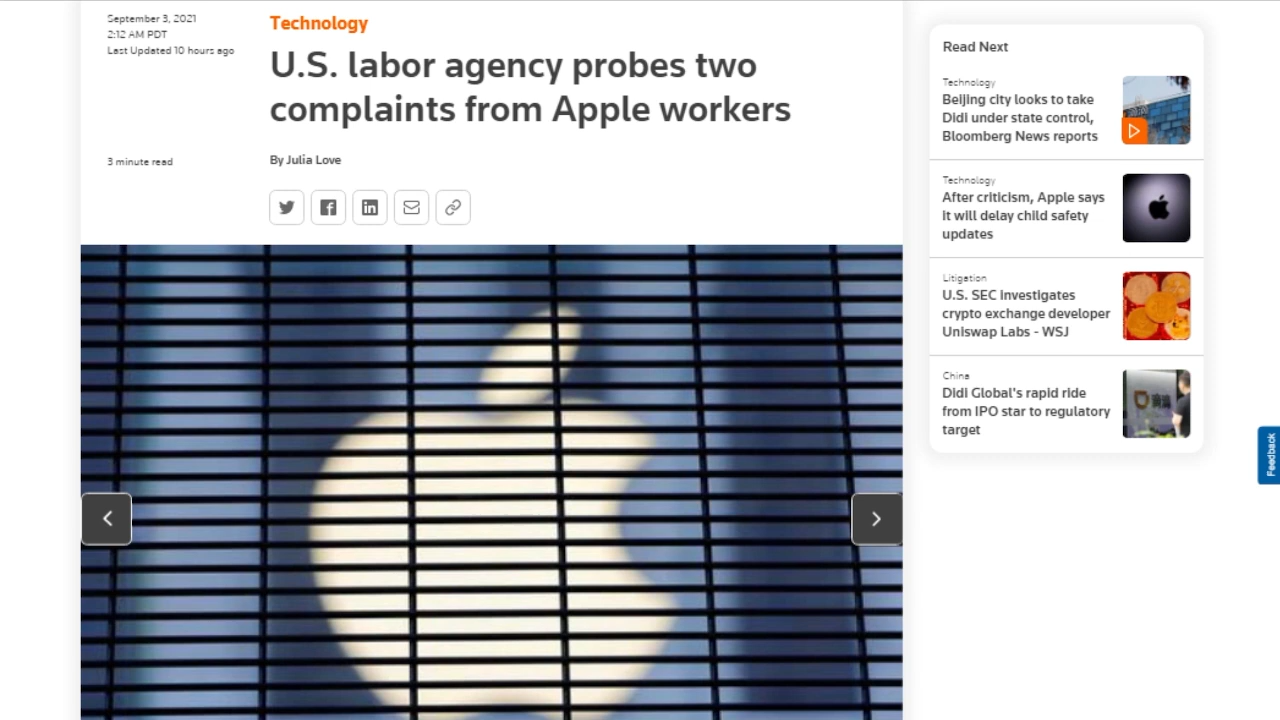 September 3, 2021
2:12 AM PDT
Last Updated 10 hours ago
3 minute read
Technology
U.S. labor agency probes two
complaints from Apple workers
By Julia Love
Read Next
Technology
Beijing city looks to take
Didi under state control,
Bloomberg News reports
Technology
After criticism, Apple says
it will delay child safety
updates
Litigation
U.S. SEC investigates
crypto exchange developer
Uniswap Labs - WSJ
China
Didi Global's rapid ride
from IPO star to regulatory
target
Feedback